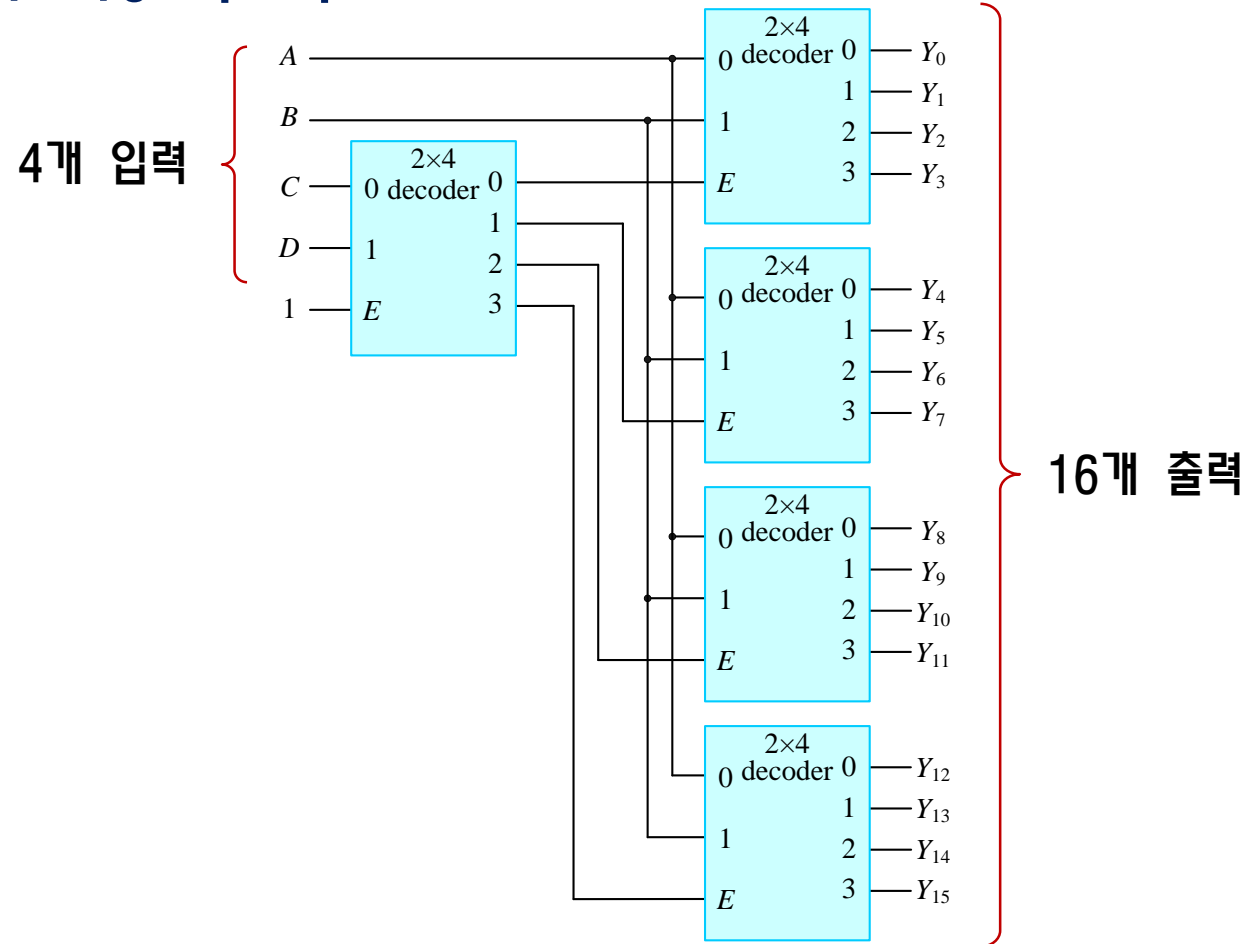 4개 입력
A
B
C
D
1
2×4
decoder
0
1
E
0
1
2
3
2×4
decoder
0
1
E
0
1
2
3
Y0
Y1
Y2
Y3
2×4
decoder
0
1
E
0
1
2
3
Y4
Y5
Y6
Y7
2×4
decoder
0
1
E
0
1
2
3
Y8
Y9
Y10
Y11
2×4
decoder
0
1
E
0
1
2
3
Y12
Y13
Y14
Y15
16개 출력